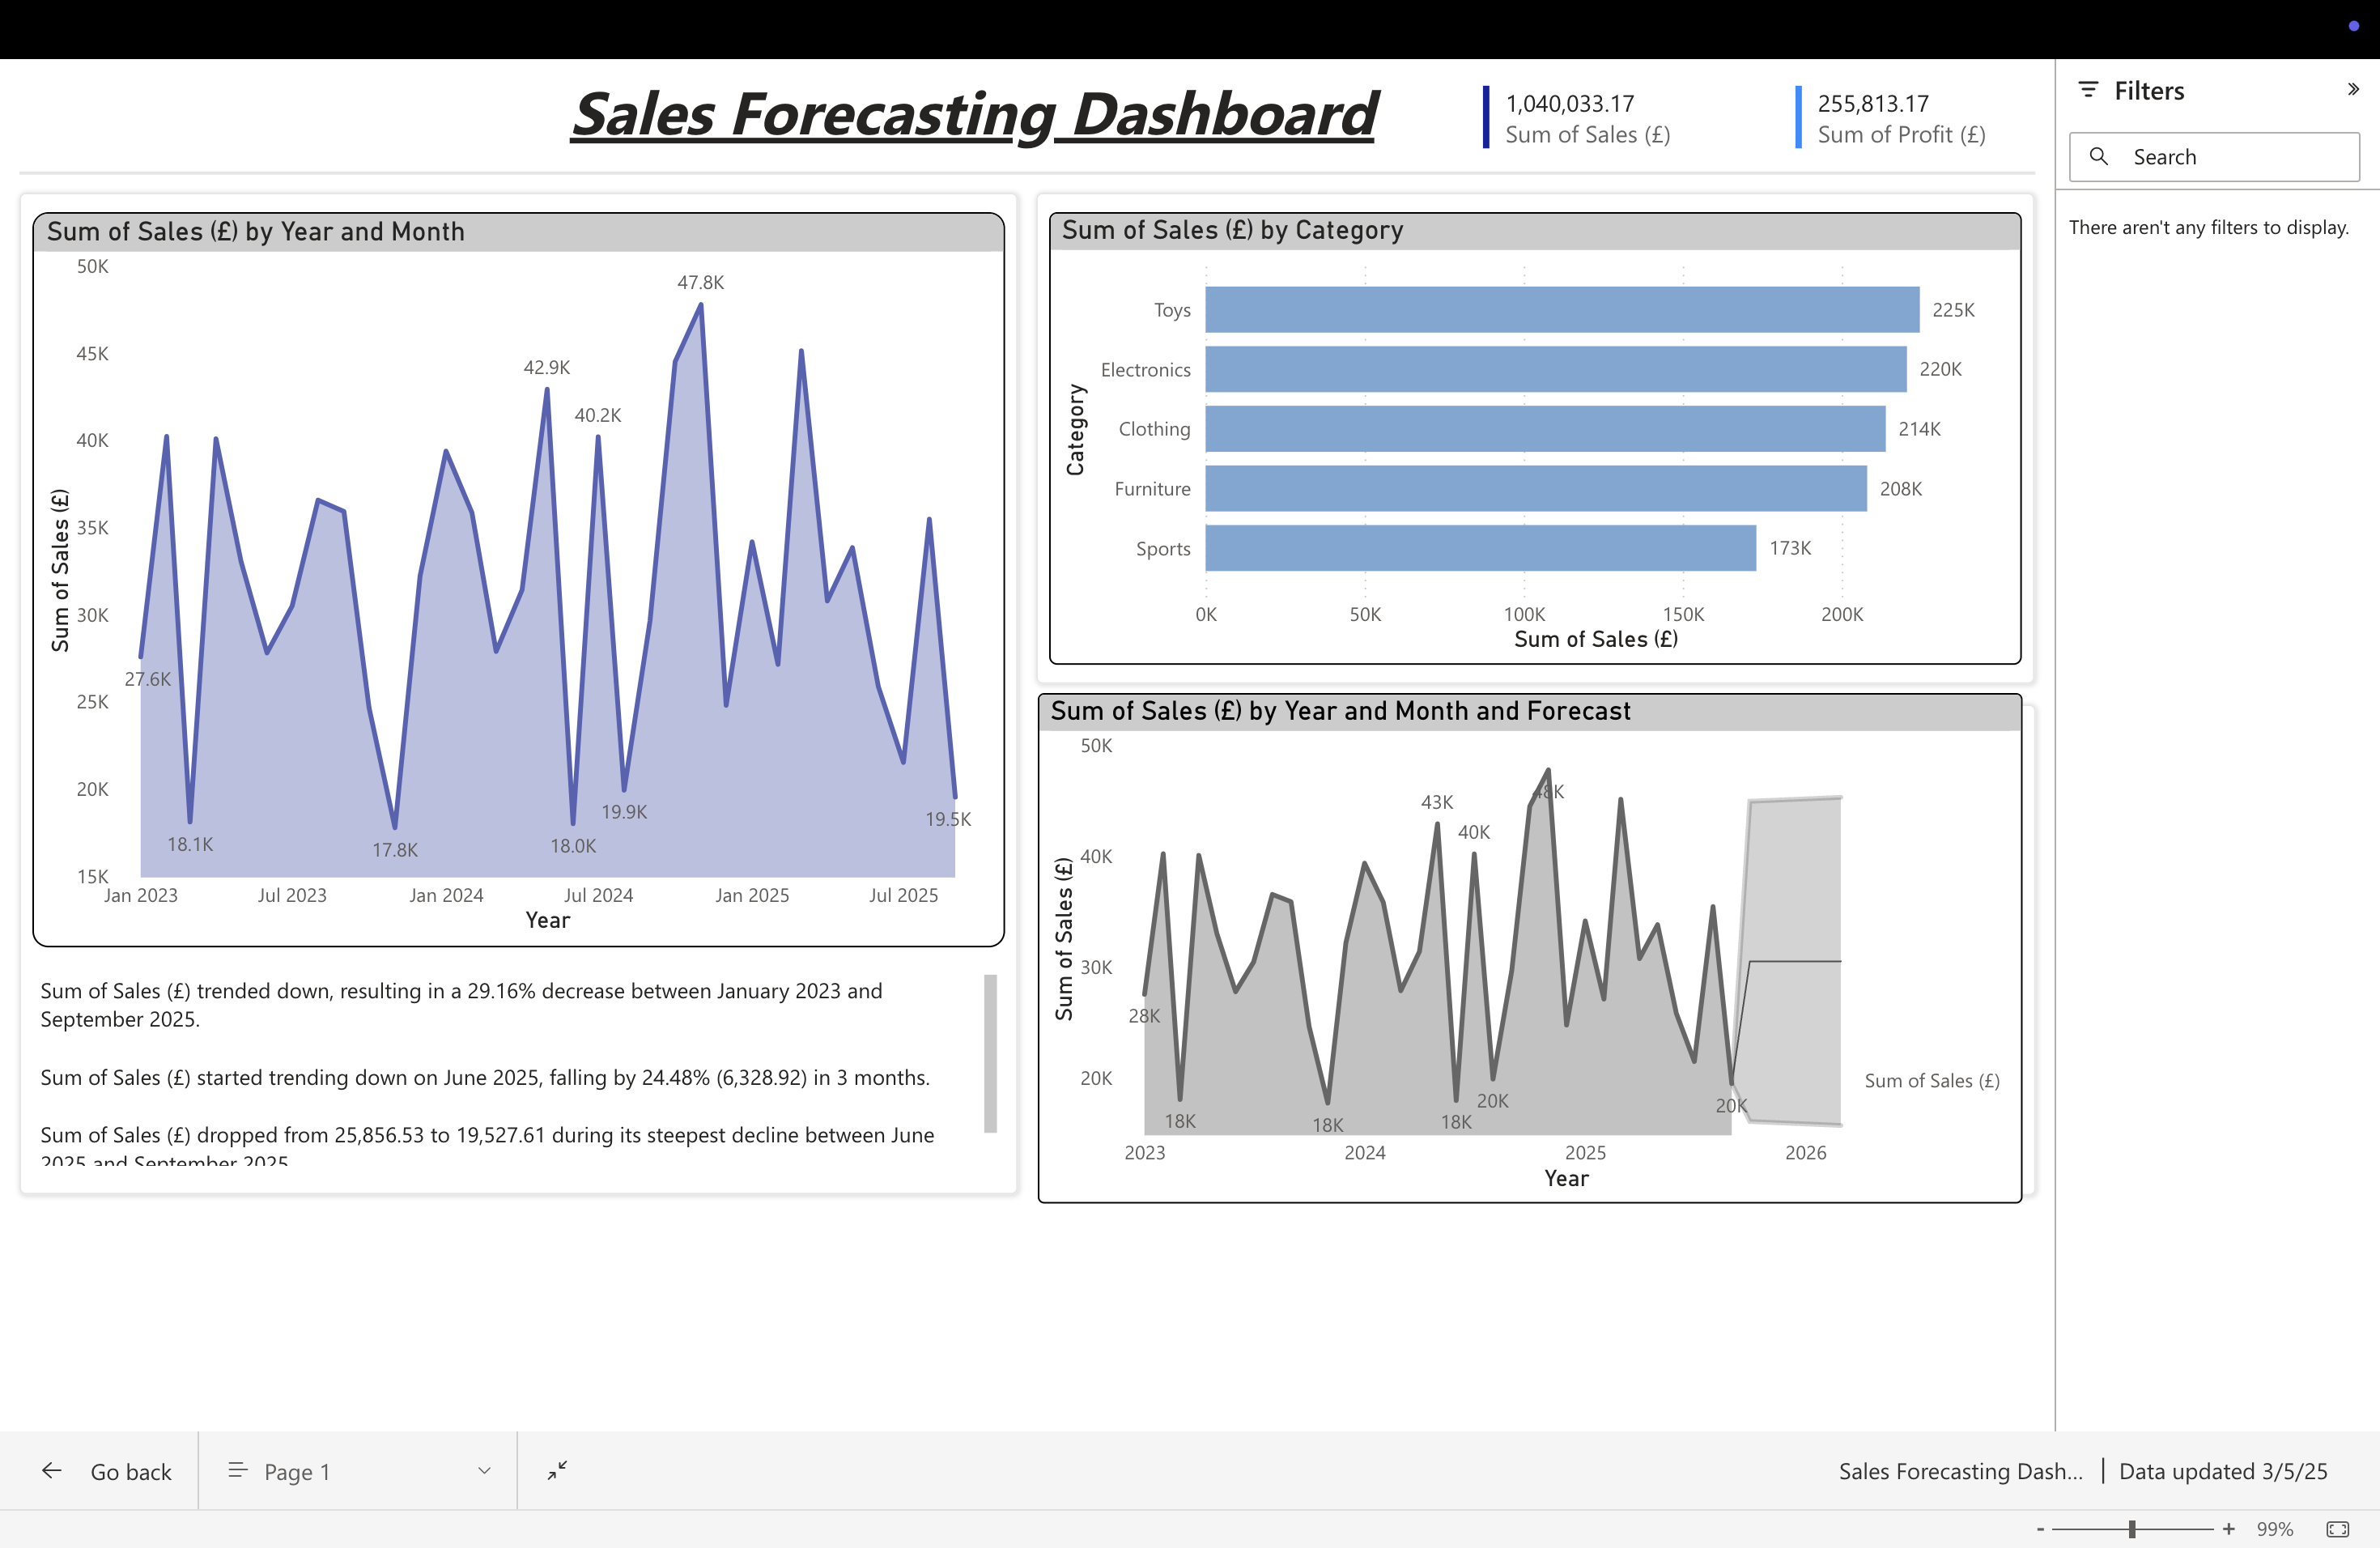 Sales Forecasting Dashboard
1,040,033.17
Sum of Sales (£)
255,813.17
Sum of Profit (£)
Filters
Search
There aren't any filters to display.
Sum of Sales (£) by Year and Month
50K
45K
40K
35K
30K
25K
20K
15K
Sum of Sales (£)
27.6K
18.1K
17.8K
42.9K
18.0K
40.2K
19.9K
47.8K
19.5K
Jan 2023
Jul 2023
Jan 2024
Jul 2024
Jan 2025
Jul 2025
Year
Sum of Sales (£) trended down, resulting in a 29.16% decrease between January 2023 and
September 2025.
Sum of Sales (£) started trending down on June 2025, falling by 24.48% (6,328.92) in 3 months.
Sum of Sales (£) dropped from 25,856.53 to 19,527.61 during its steepest decline between June
2025 and September 2025.
Sum of Sales (£) by Category
Category
Toys
225K
Electronics
220K
Clothing
214K
Furniture
208K
Sports
173K
0K
50K
100K
150K
200K
Sum of Sales (£)
Sum of Sales (£) by Year and Month and Forecast
50K
40K
30K
20K
Sum of Sales (£)
28K
18K
18K
43K
18K
40K
20K
48K
20K
Sum of Sales (£)
2023
2024
2025
2026
Year
Go back
Page 1
Sales Forecasting Dash...
Data updated 3/5/25
-
+
99%